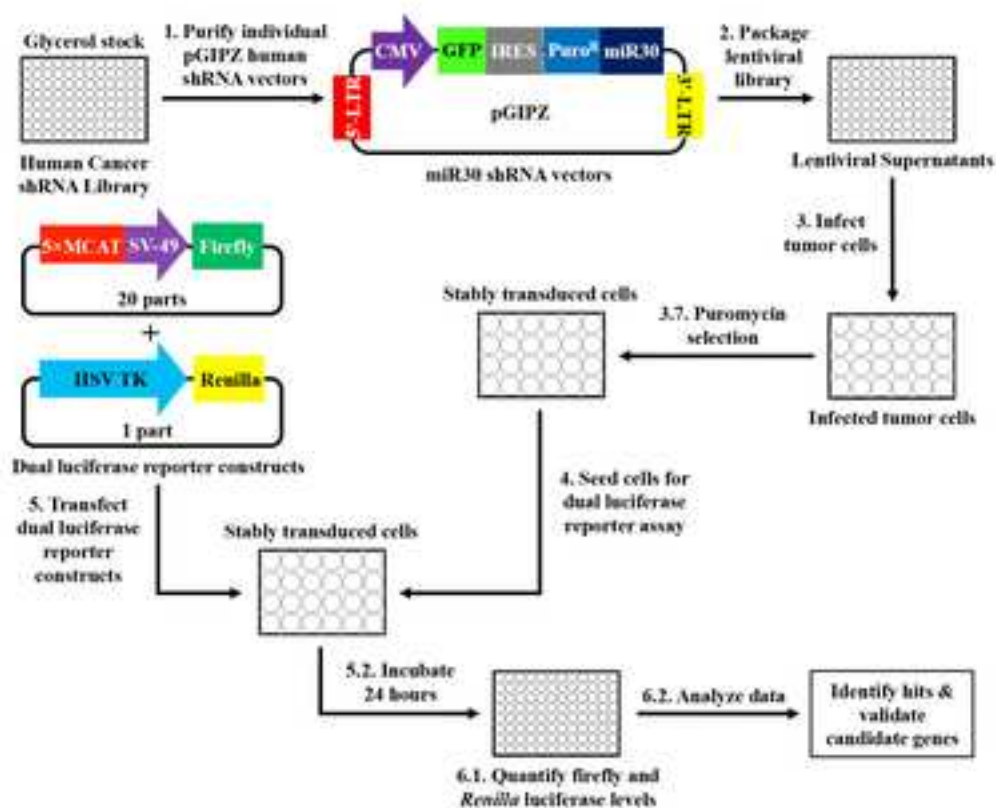 Glycerol stock
Human Cancer
shRNA Library
1. Purify individual
pGIPZ human
shRNA vectors
CMV
GFP
IRES
Puroᴿ
miR30
5'-LTR
3'-LTR
pGIPZ
miR30 shRNA vectors
2. Package
lentiviral
library
Lentiviral Supernatants
3. Infect
tumor cells
Infected tumor cells
3.7. Puromycin
selection
Stably transduced cells
5×MCAT
SV-49
Firefly
20 parts
+
HSV TK
Renilla
1 part
Dual luciferase reporter constructs
4. Seed cells for
dual luciferase
reporter assay
5. Transfect
dual luciferase
reporter
constructs
Stably transduced cells
5.2. Incubate
24 hours
6.1. Quantify firefly and
Renilla luciferase levels
6.2. Analyze data
Identify hits &
validate
candidate genes